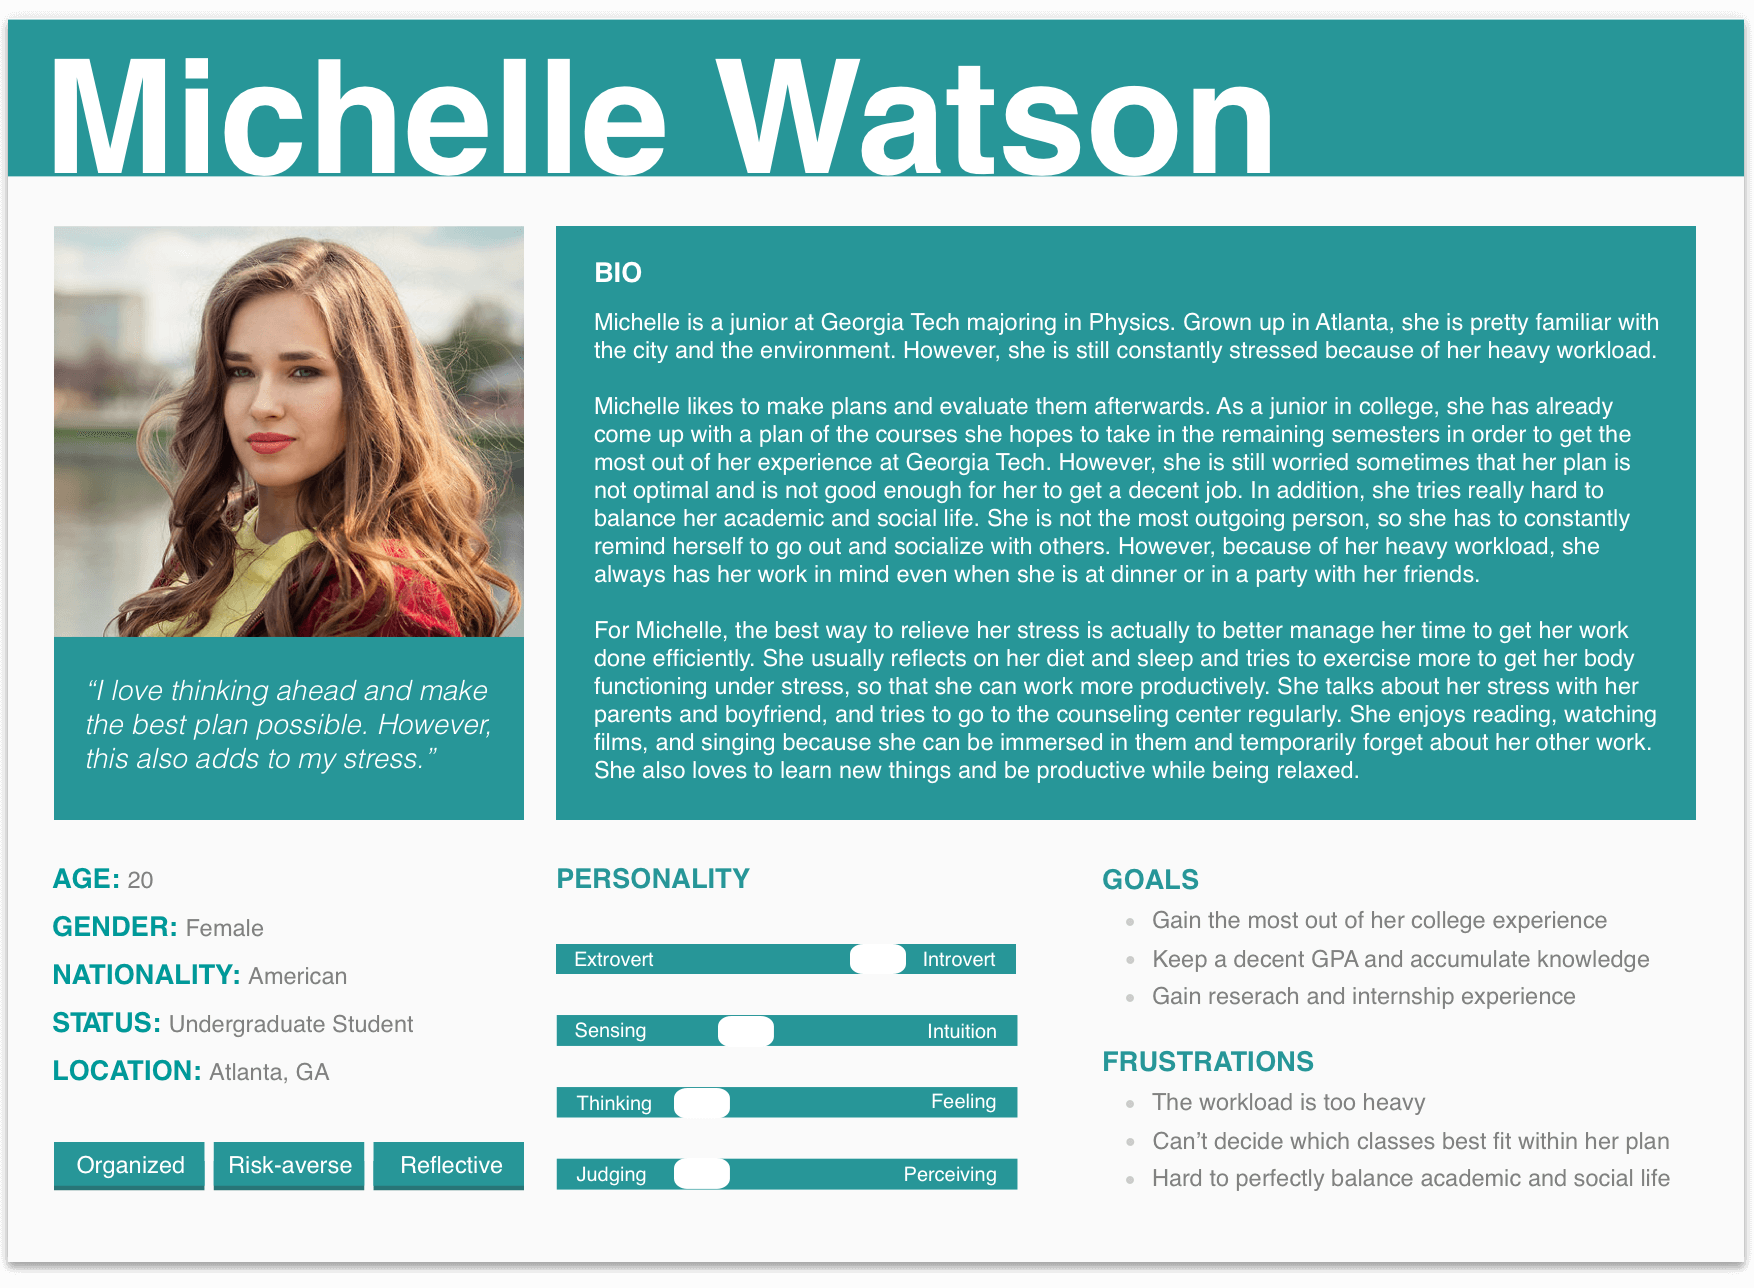 Michelle Watson
BIO
Michelle is a junior at Georgia Tech majoring in Physics. Grown up in Atlanta, she is pretty familiar with
the city and the environment. However, she is still constantly stressed because of her heavy workload.
Michelle likes to make plans and evaluate them afterwards. As a junior in college, she has already
come up with a plan of the courses she hopes to take in the remaining semesters in order to get the
most out of her experience at Georgia Tech. However, she is still worried sometimes that her plan is
not optimal and is not good enough for her to get a decent job. In addition, she tries really hard to
balance her academic and social life. She is not the most outgoing person, so she has to constantly
remind herself to go out and socialize with others. However, because of her heavy workload, she
always has her work in mind even when she is at dinner or in a party with her friends.
For Michelle, the best way to relieve her stress is actually to better manage her time to get her work
done efficiently. She usually reflects on her diet and sleep and tries to exercise more to get her body
functioning under stress, so that she can work more productively. She talks about her stress with her
parents and boyfriend, and tries to go to the counseling center regularly. She enjoys reading, watching
films, and singing because she can be immersed in them and temporarily forget about her other work.
She also loves to learn new things and be productive while being relaxed.
“I love thinking ahead and make
the best plan possible. However,
this also adds to my stress.”
AGE: 20
GENDER: Female
NATIONALITY: American
STATUS: Undergraduate Student
LOCATION: Atlanta, GA
Organized Risk-averse Reflective
PERSONALITY
Extrovert Introvert
Sensing Intuition
Thinking Feeling
Judging Perceiving
GOALS
• Gain the most out of her college experience
• Keep a decent GPA and accumulate knowledge
• Gain reserach and internship experience
FRUSTRATIONS
• The workload is too heavy
• Can’t decide which classes best fit within her plan
• Hard to perfectly balance academic and social life